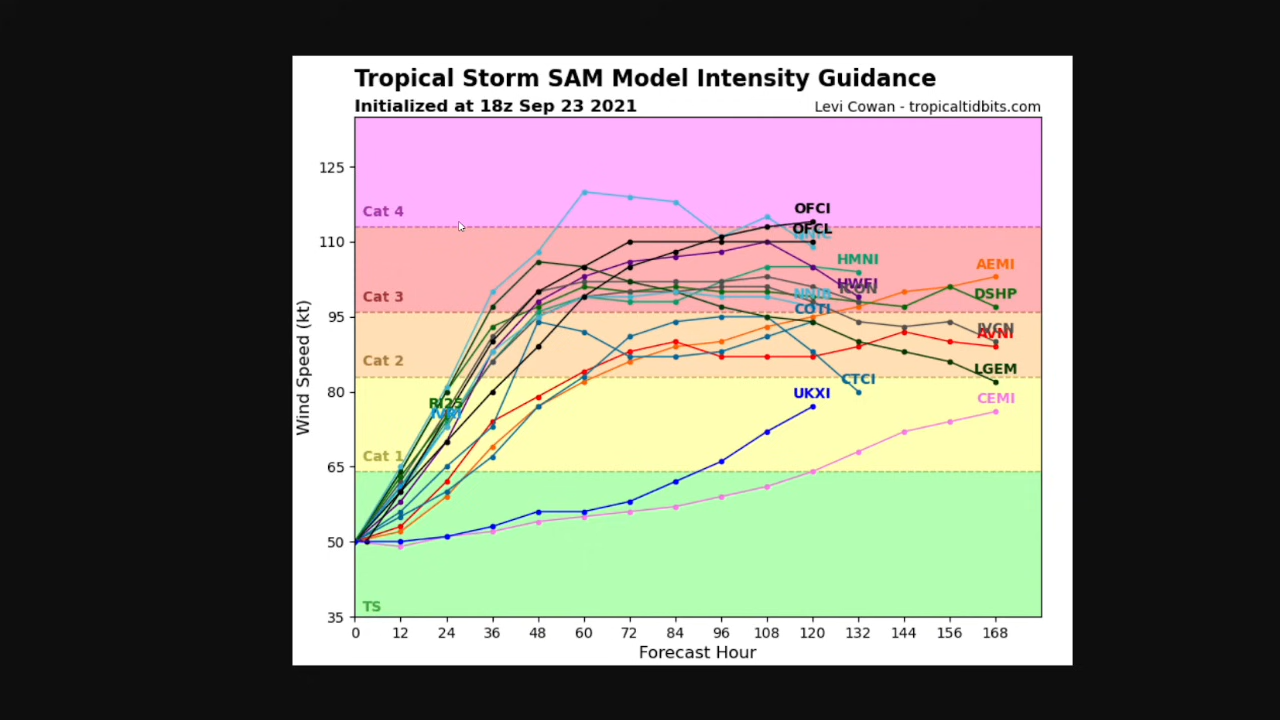 Tropical Storm SAM Model Intensity Guidance
Initialized at 18z Sep 23 2021
Levi Cowan - tropicaltidbits.com
125
Cat 4
OFCI
OFCL
110
HMNI
AEMI
HWFI
ICON
DSHP
Cat 3
NNIB
COTI
95
IVCN
AVNI
Cat 2
LGEM
CTCI
80
UKXI
CEMI
RI25
Cat 1
65
50
TS
35
0 12 24 36 48 60 72 84 96 108 120 132 144 156 168
Forecast Hour
Wind Speed (kt)